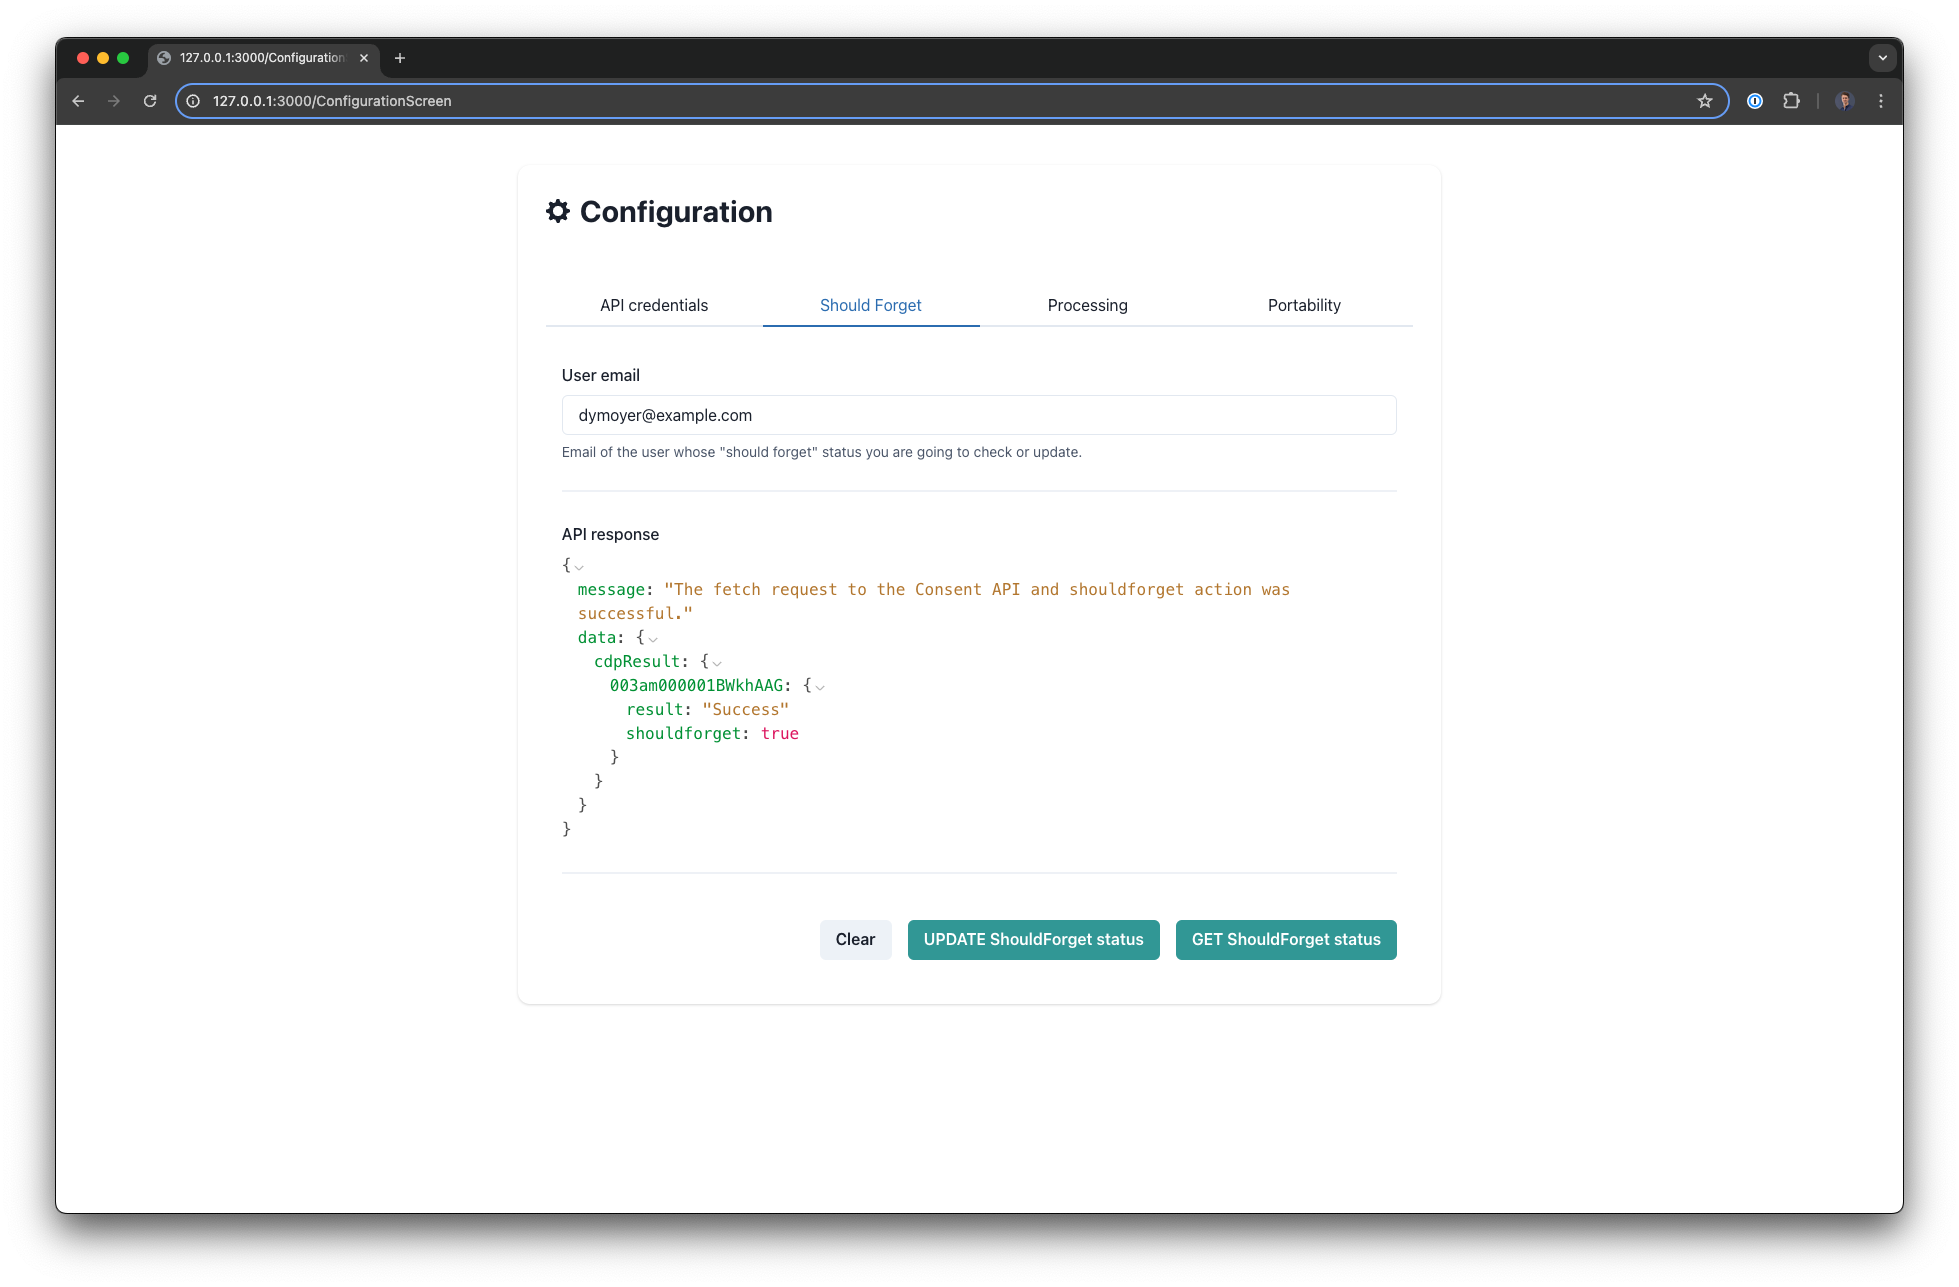 127.0.0.1:3000/Configuration
127.0.0.1:3000/ConfigurationScreen
Configuration
API credentials
Should Forget
Processing
Portability
User email
dymoyer@example.com
Email of the user whose "should forget" status you are going to check or update.
API response
{
message: "The fetch request to the Consent API and shouldforget action was
successful."
data: {
cdpResult: {
003am000001BWkhAAG: {
result: "Success"
shouldforget: true
}
}
}
}
Clear
UPDATE ShouldForget status
GET ShouldForget status